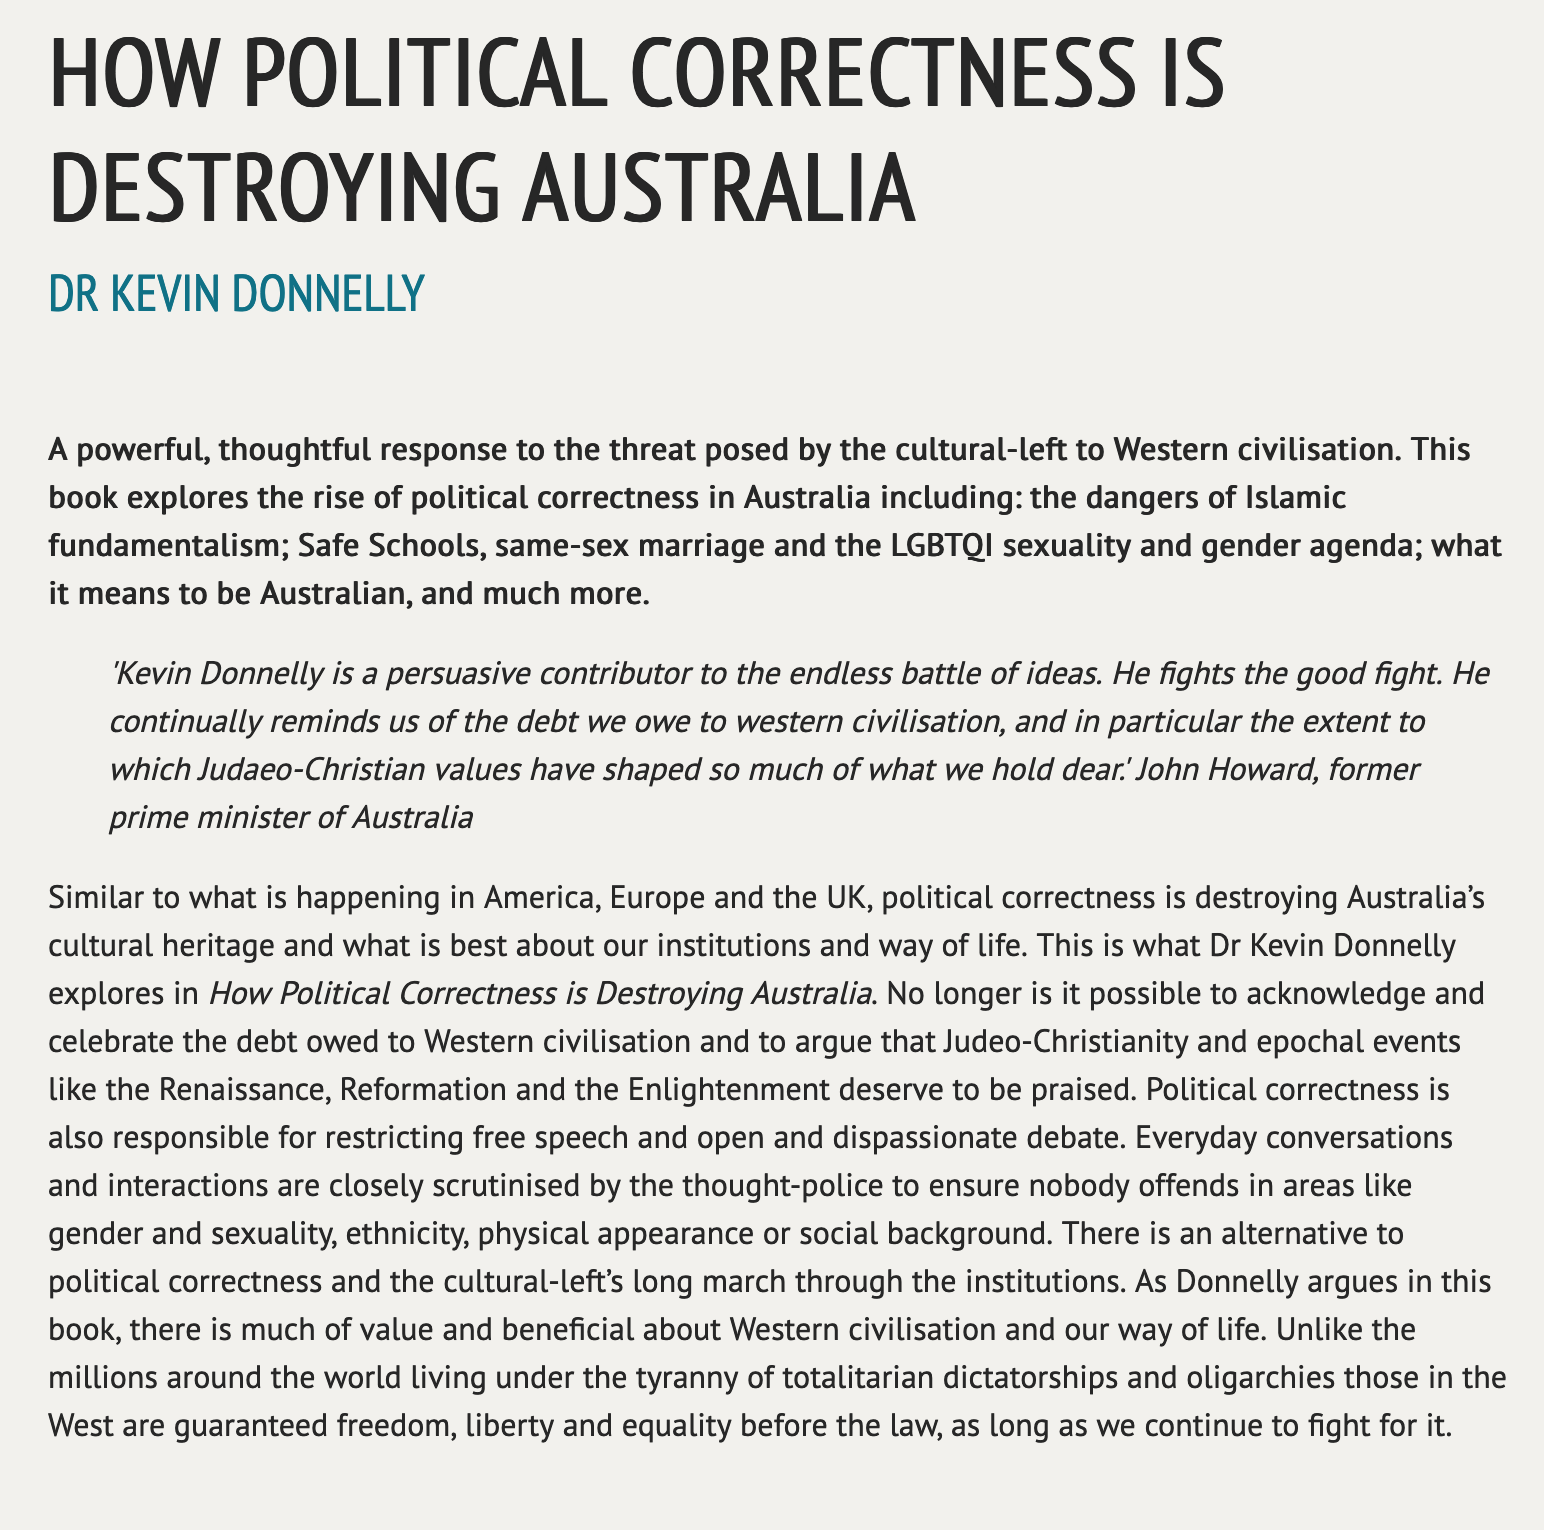 HOW POLITICAL CORRECTNESS IS
DESTROYING AUSTRALIA
DR KEVIN DONNELLY
A powerful, thoughtful response to the threat posed by the cultural-left to Western civilisation. This
book explores the rise of political correctness in Australia including: the dangers of Islamic
fundamentalism; Safe Schools, same-sex marriage and the LGBTQI sexuality and gender agenda; what
it means to be Australian, and much more.
'Kevin Donnelly is a persuasive contributor to the endless battle of ideas. He fights the good fight. He
continually reminds us of the debt we owe to western civilisation, and in particular the extent to
which Judaeo-Christian values have shaped so much of what we hold dear.' John Howard, former
prime minister of Australia
Similar to what is happening in America, Europe and the UK, political correctness is destroying Australia’s
cultural heritage and what is best about our institutions and way of life. This is what Dr Kevin Donnelly
explores in How Political Correctness is Destroying Australia. No longer is it possible to acknowledge and
celebrate the debt owed to Western civilisation and to argue that Judeo-Christianity and epochal events
like the Renaissance, Reformation and the Enlightenment deserve to be praised. Political correctness is
also responsible for restricting free speech and open and dispassionate debate. Everyday conversations
and interactions are closely scrutinised by the thought-police to ensure nobody offends in areas like
gender and sexuality, ethnicity, physical appearance or social background. There is an alternative to
political correctness and the cultural-left’s long march through the institutions. As Donnelly argues in this
book, there is much of value and beneficial about Western civilisation and our way of life. Unlike the
millions around the world living under the tyranny of totalitarian dictatorships and oligarchies those in the
West are guaranteed freedom, liberty and equality before the law, as long as we continue to fight for it.